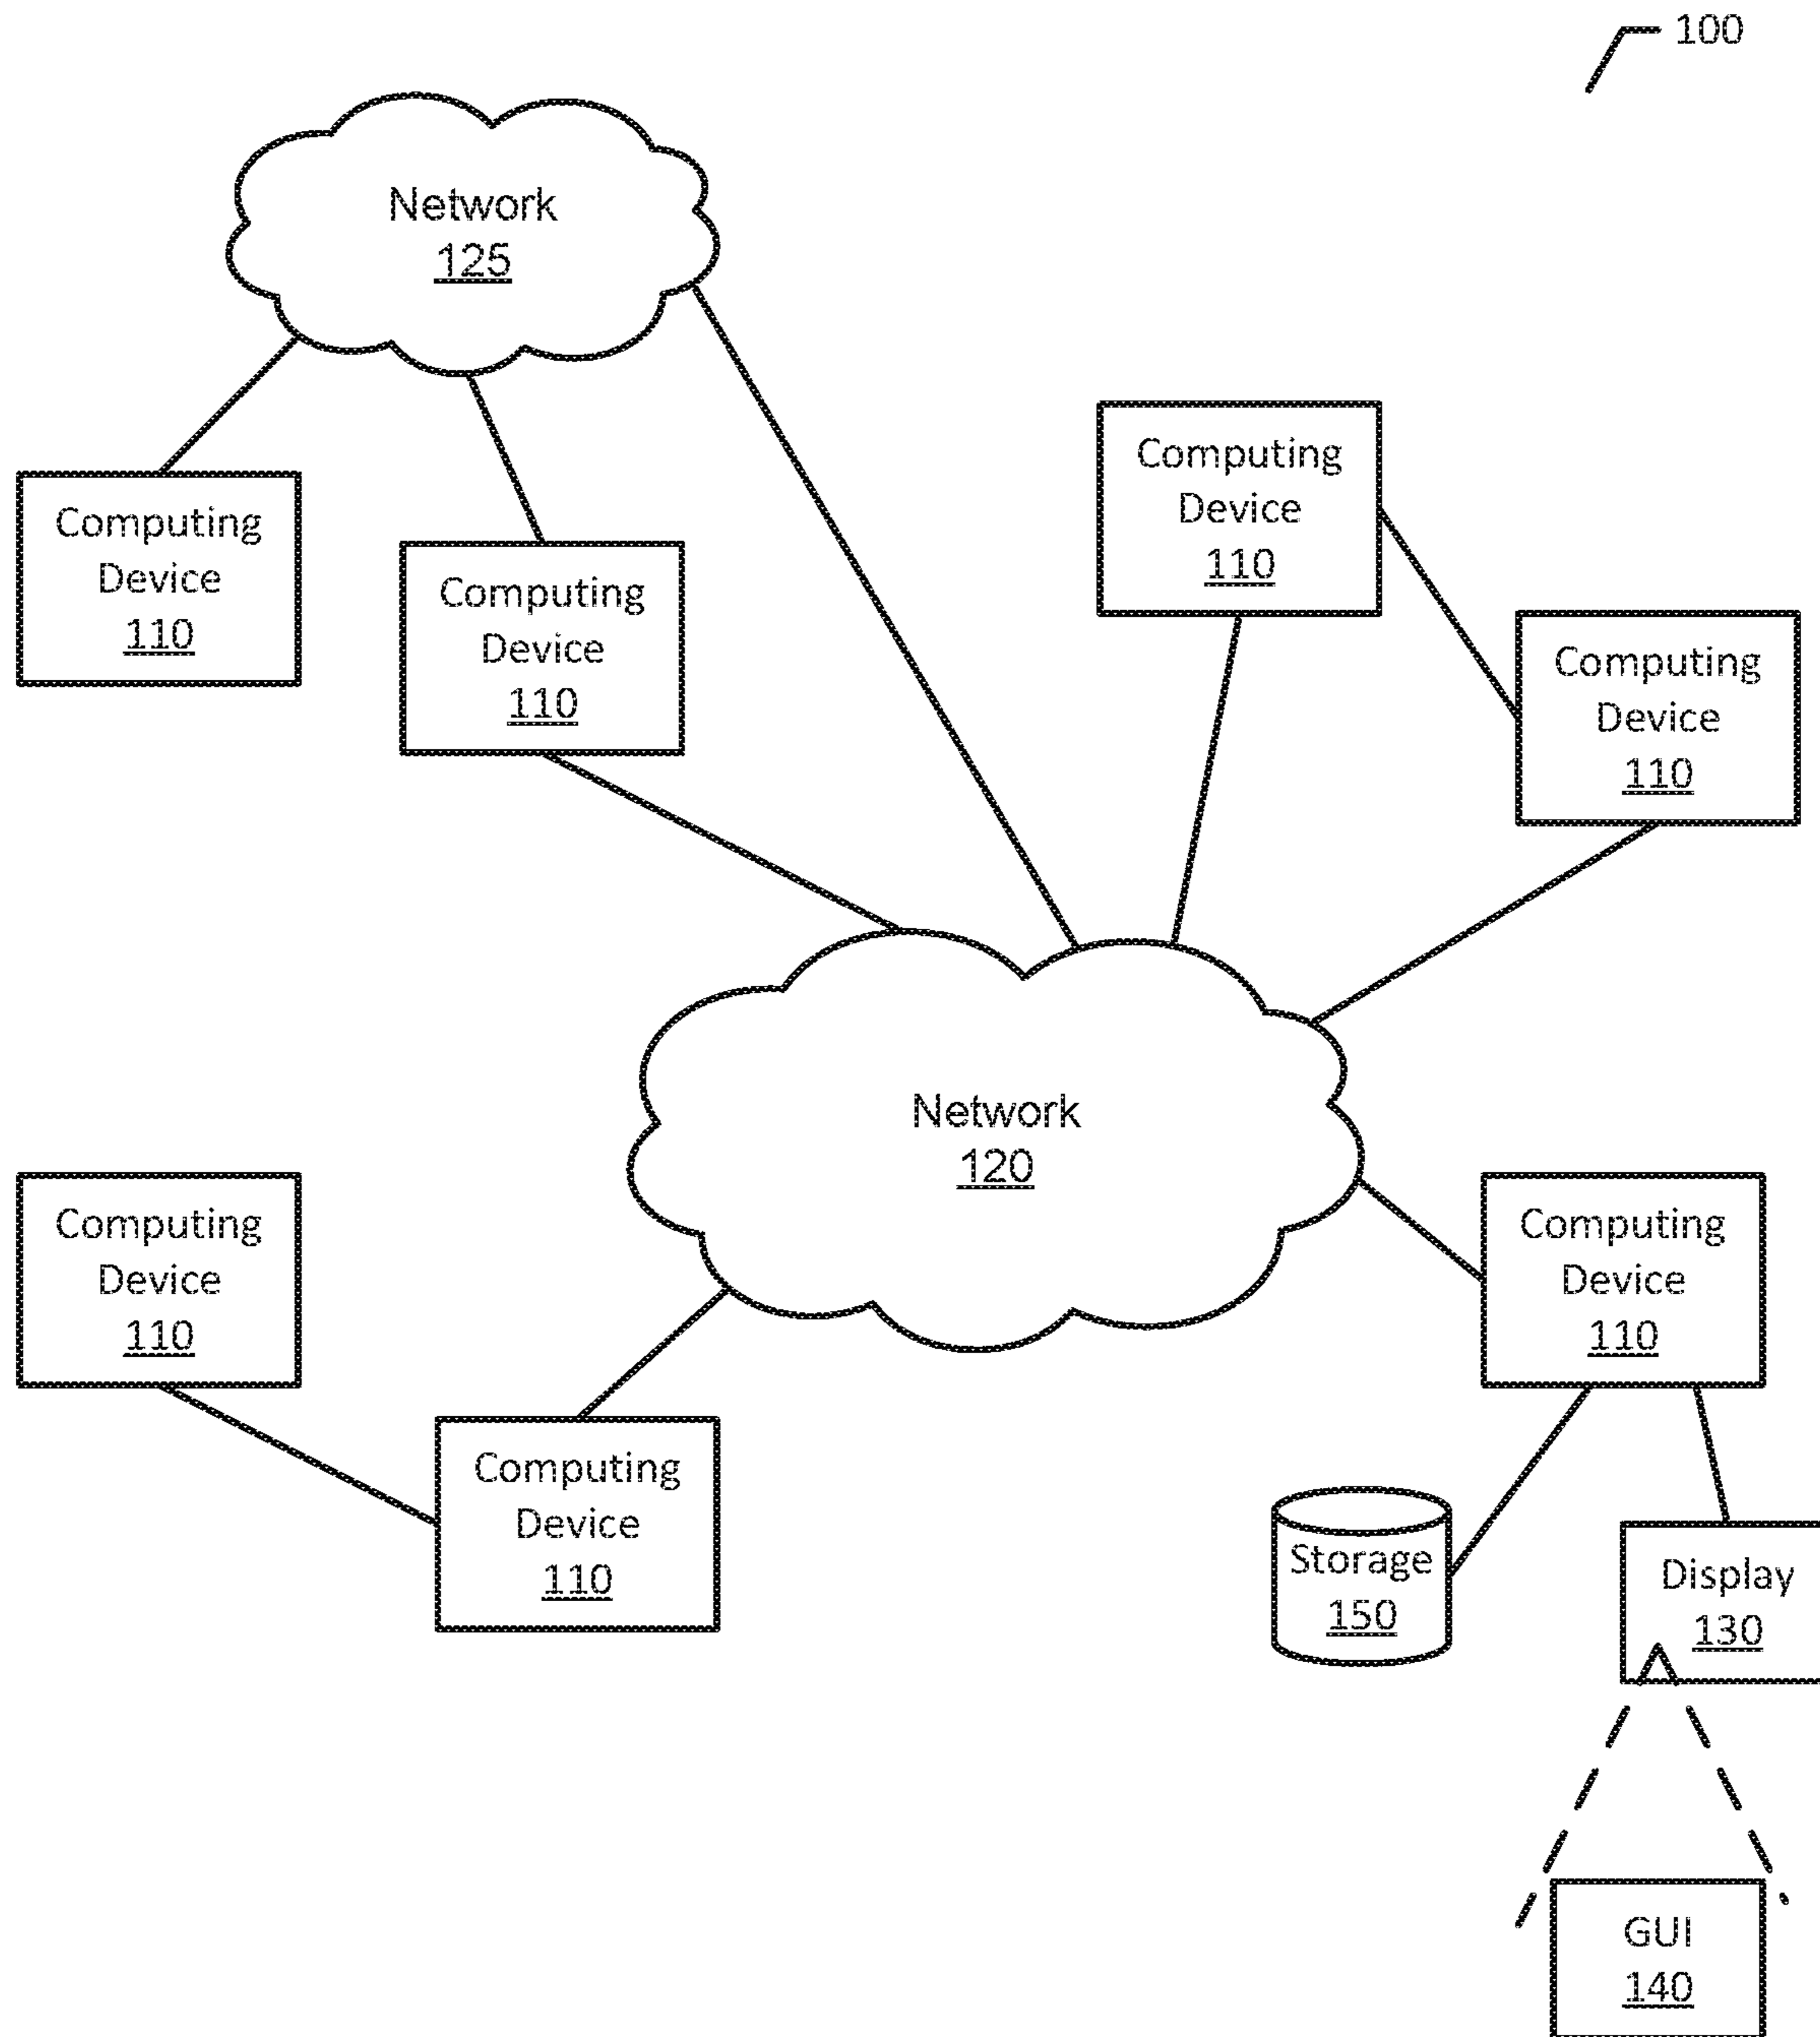 100
Network
125
Computing
Device
110
Computing
Device
110
Computing
Device
110
Computing
Device
110
Network
120
Computing
Device
110
Computing
Device
110
Computing
Device
110
Storage
150
Display
130
GUI
140